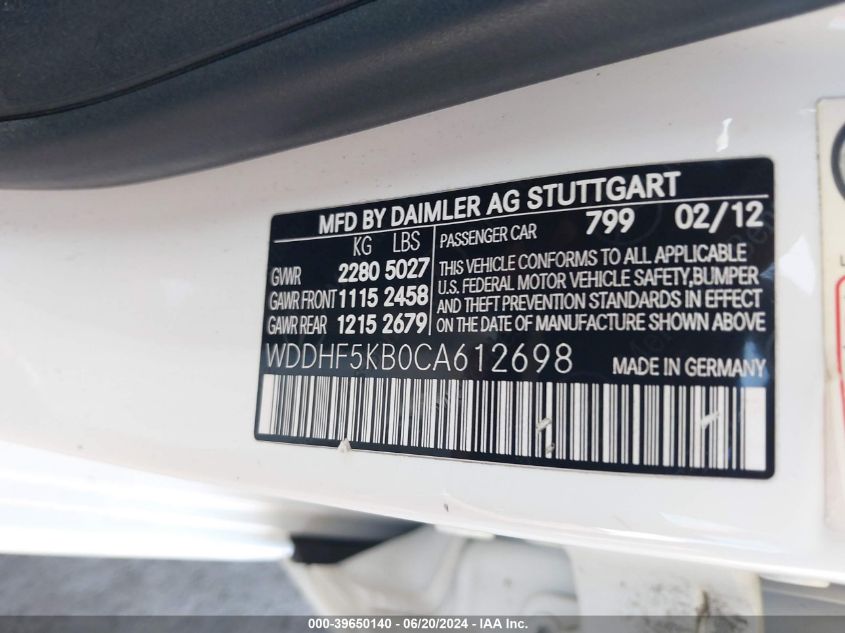 MFD BY DAIMLER AG STUTTGART
KG LBS PASSENGER CAR 799 02/12
GVWR 2280 5027 THIS VEHICLE CONFORMS TO ALL APPLICABLE
GAWR FRONT 1115 2458 U.S. FEDERAL MOTOR VEHICLE SAFETY,BUMPER
GAWR REAR 1215 2679 AND THEFT PREVENTION STANDARDS IN EFFECT
ON THE DATE OF MANUFACTURE SHOWN ABOVE
WDDHF5KB0CA612698 MADE IN GERMANY
000-39650140 - 06/20/2024 - IAA Inc.